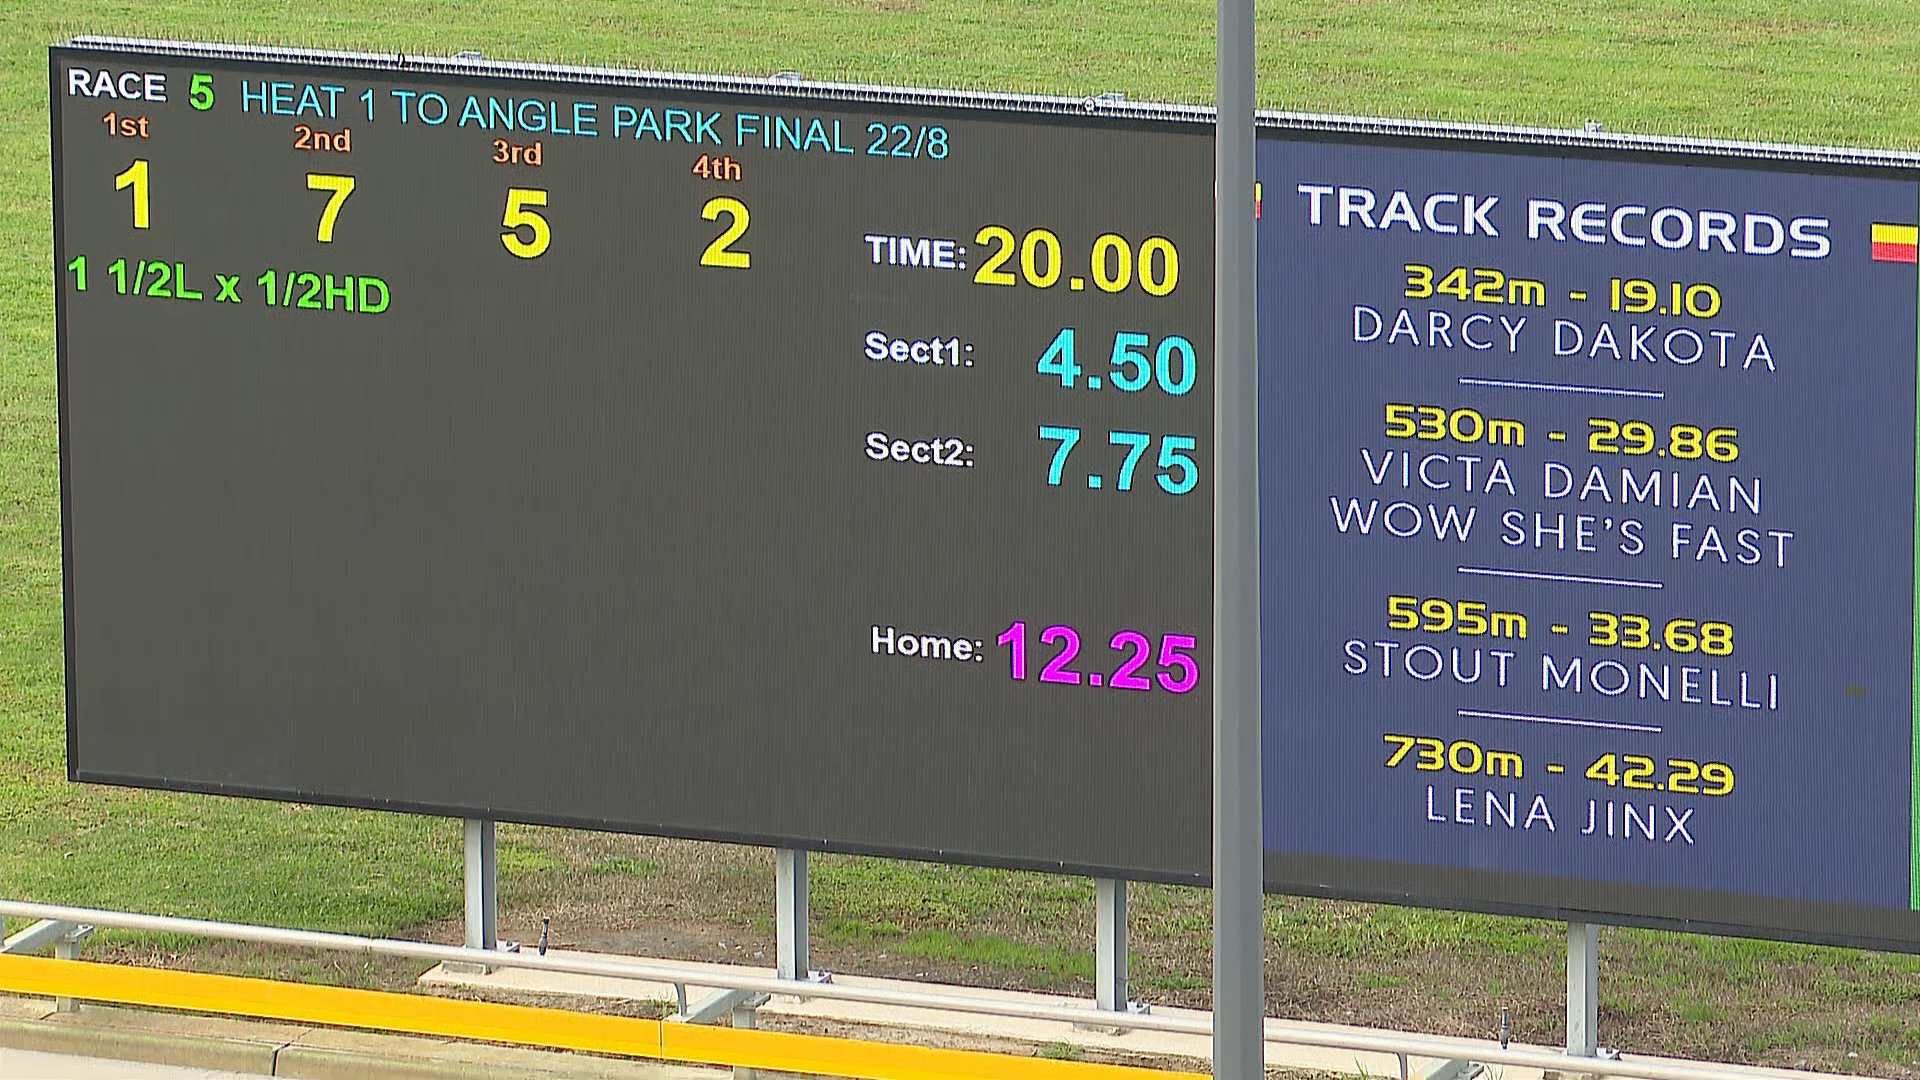 RACE 5 HEAT 1 TO ANGLE PARK FINAL 22/8
1st 2nd 3rd 4th
1 7 5 2
1 1/2L x 1/2HD
TIME: 20.00
Sect1: 4.50
Sect2: 7.75
Home: 12.25
TRACK RECORDS
342m - 19.10
DARCY DAKOTA
530m - 29.86
VICTA DAMIAN
WOW SHE'S FAST
595m - 33.68
STOUT MONELLI
730m - 42.29
LENA JINX